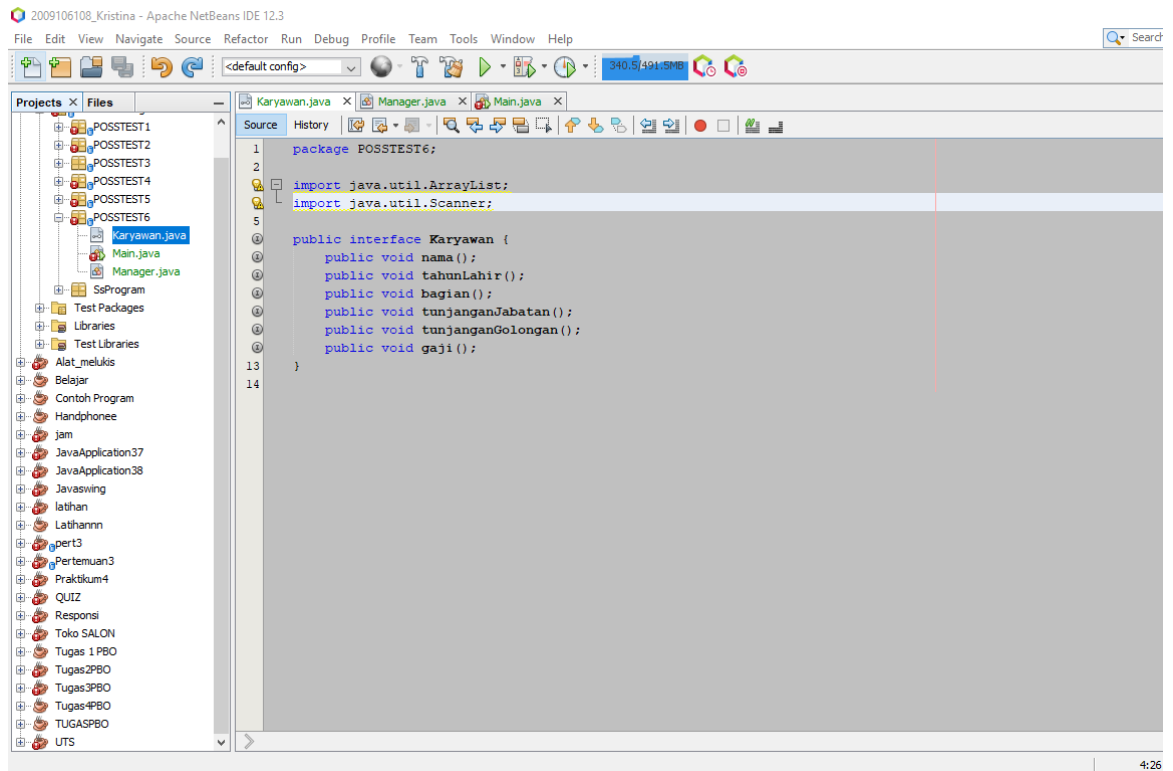 2009106108_Kristina - Apache NetBeans IDE 12.3
File Edit View Navigate Source Refactor Run Debug Profile Team Tools Window Help
Search
<default config>
340.5/491.5MB
Projects Files
Karyawan.java Manager.java Main.java
Source History
POSSTEST1
POSSTEST2
POSSTEST3
POSSTEST4
POSSTEST5
POSSTEST6
Karyawan.java
Main.java
Manager.java
SsProgram
Test Packages
Libraries
Test Libraries
Alat_melukis
Belajar
Contoh Program
Handphonee
jam
JavaApplication37
JavaApplication38
Javaswing
latihan
Latihannn
pert3
Pertemuan3
Praktikum4
QUIZ
Responsi
Toko SALON
Tugas 1 PBO
Tugas2PBO
Tugas3PBO
Tugas4PBO
TUGASPBO
UTS
1 package POSSTEST6;
2
import java.util.ArrayList;
import java.util.Scanner;
5
public interface Karyawan {
public void nama();
public void tahunLahir();
public void bagian();
public void tunjanganJabatan();
public void tunjanganGolongan();
public void gaji();
13 }
14
4:26